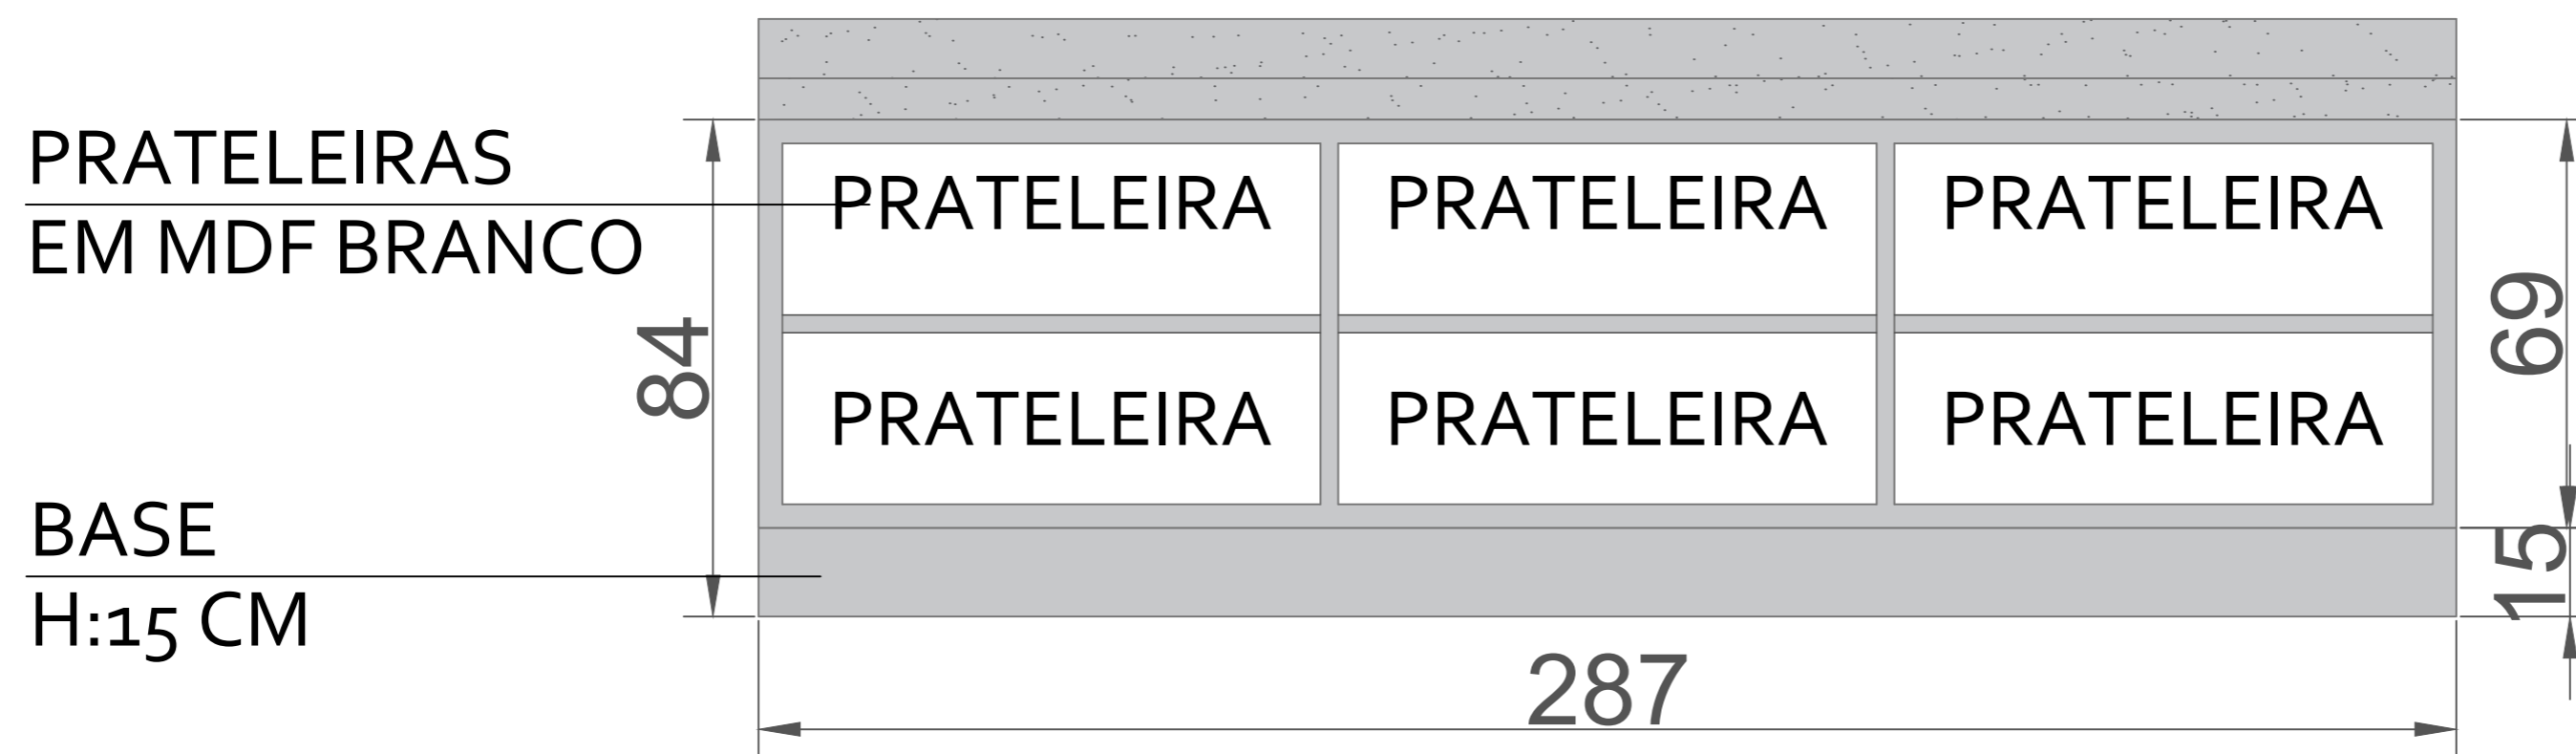 PRATELEIRAS
EM MDF BRANCO
PRATELEIRA PRATELEIRA PRATELEIRA
PRATELEIRA PRATELEIRA PRATELEIRA
84
69
BASE
H:15 CM
15
287